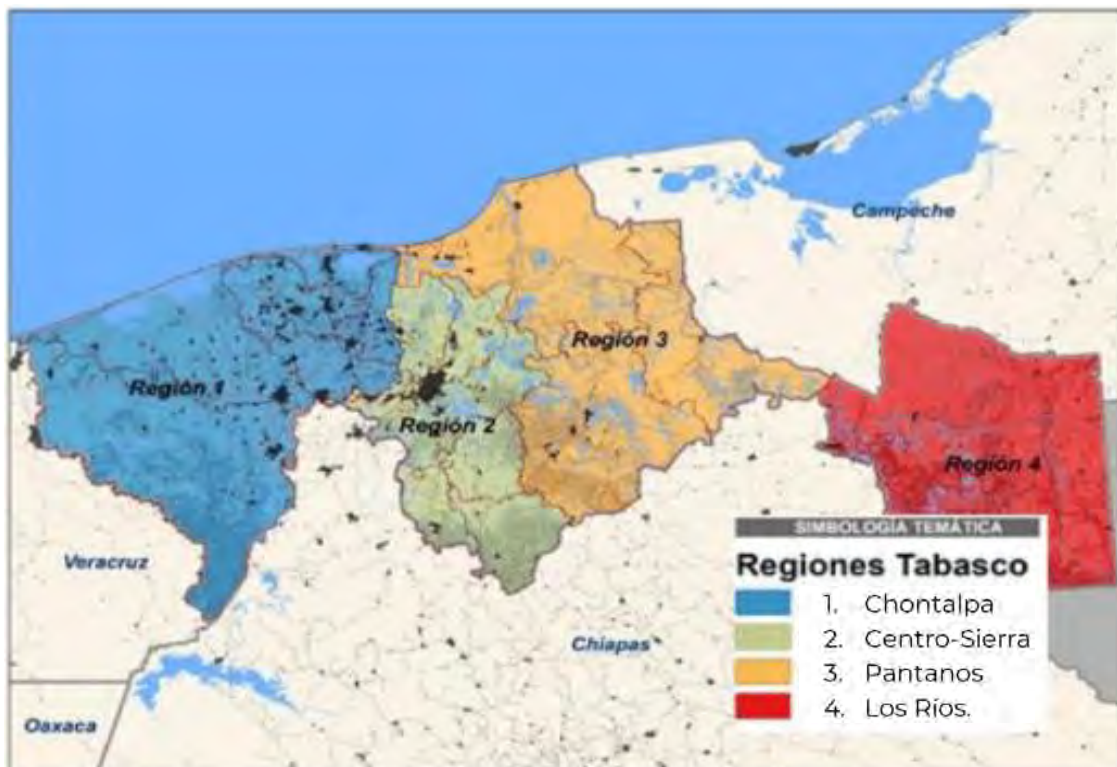 Campeche
Región 3
Región 1
Región 2
Región 4
Veracruz
Chiapas
Oaxaca
SIMBOLOGÍA TEMÁTICA
Regiones Tabasco
1. Chontalpa
2. Centro-Sierra
3. Pantanos
4. Los Ríos.